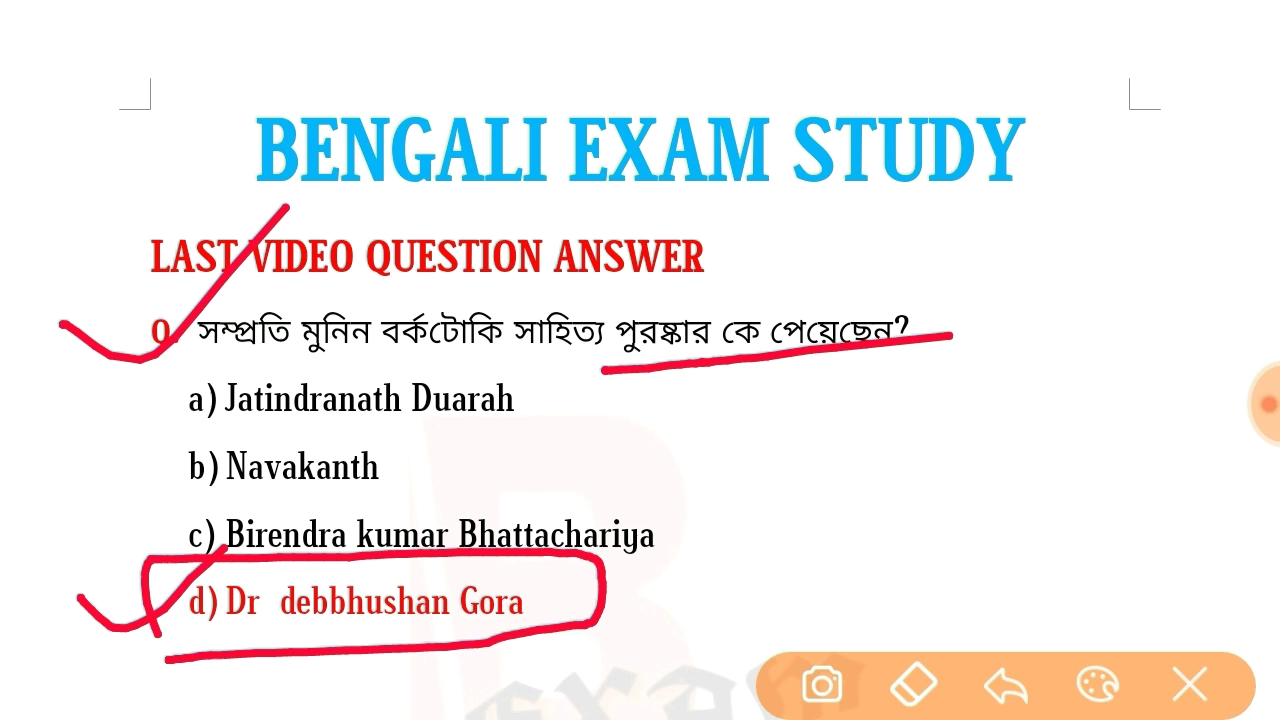 BENGALI EXAM STUDY
LAST VIDEO QUESTION ANSWER
Q. সম্প্রতি মুনিন বর্কটোকি সাহিত্য পুরষ্কার কে পেয়েছেন?
a) Jatindranath Duarah
b) Navakanth
c) Birendra kumar Bhattachariya
d) Dr debbhushan Gora
exam